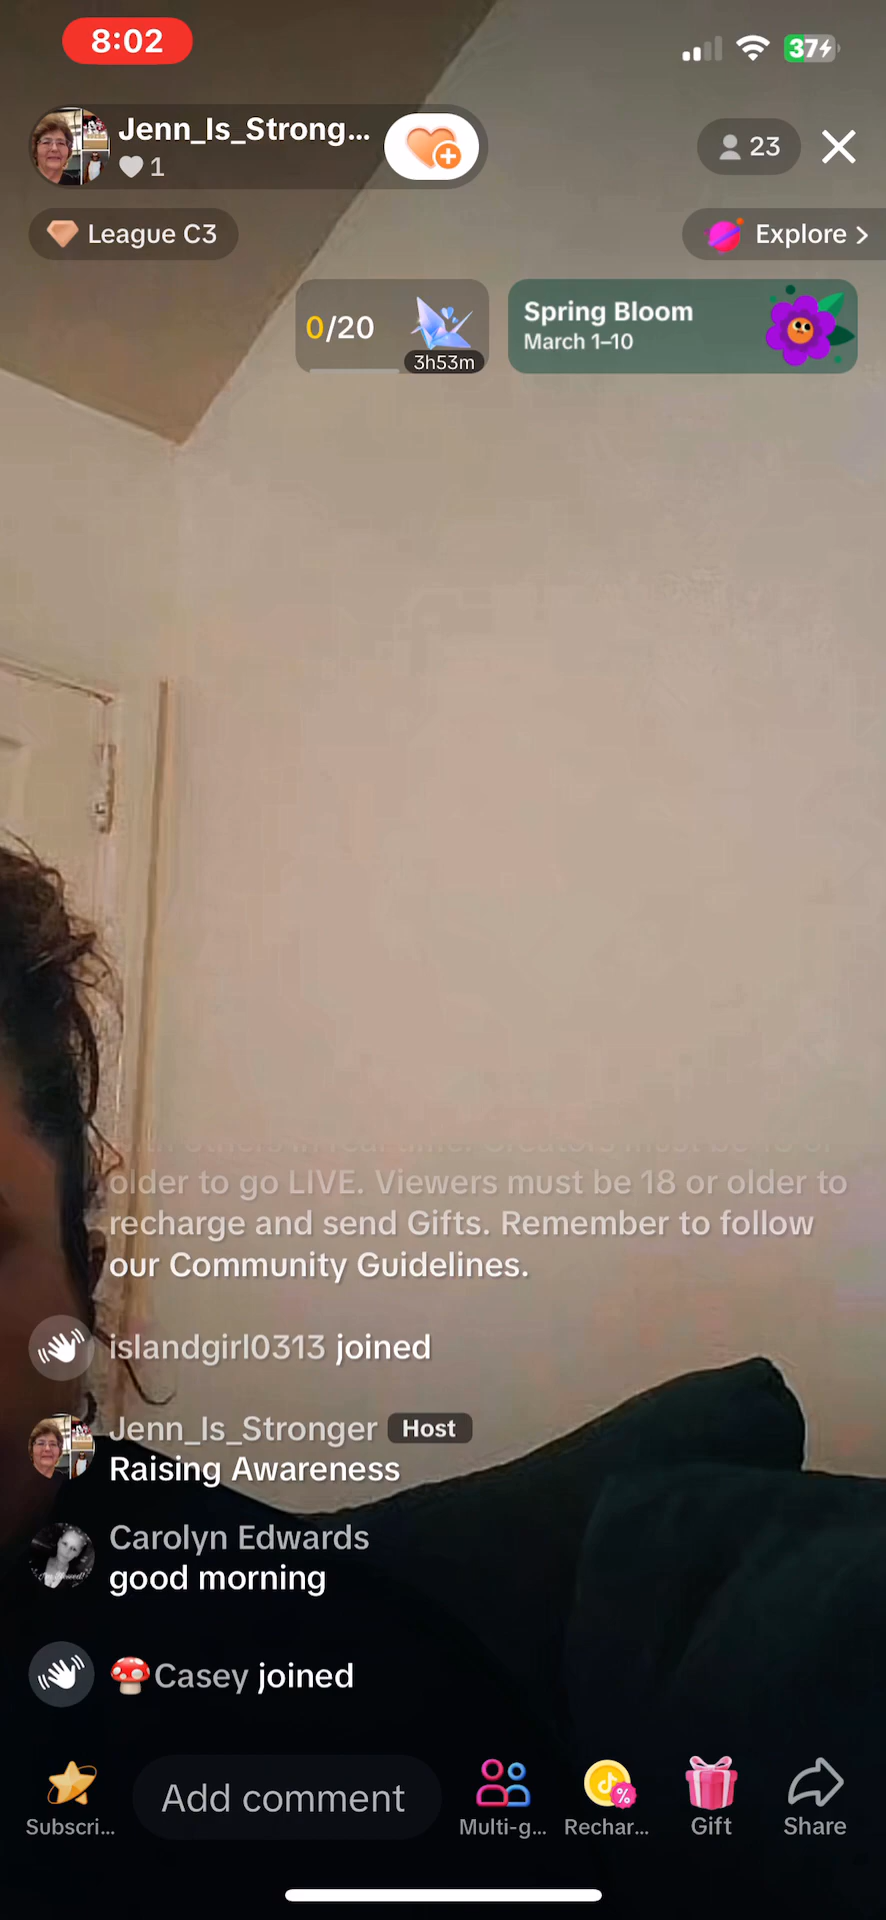 8:02
37
Jenn_Is_Strong...
1
23
League C3
Explore >
0/20
3h53m
Spring Bloom
March 1–10
older to go LIVE. Viewers must be 18 or older to
recharge and send Gifts. Remember to follow
our Community Guidelines.
islandgirl0313 joined
Jenn_Is_Stronger Host
Raising Awareness
Carolyn Edwards
good morning
Casey joined
Add comment
Subscri...
Multi-g...
%
Rechar...
Gift
Share